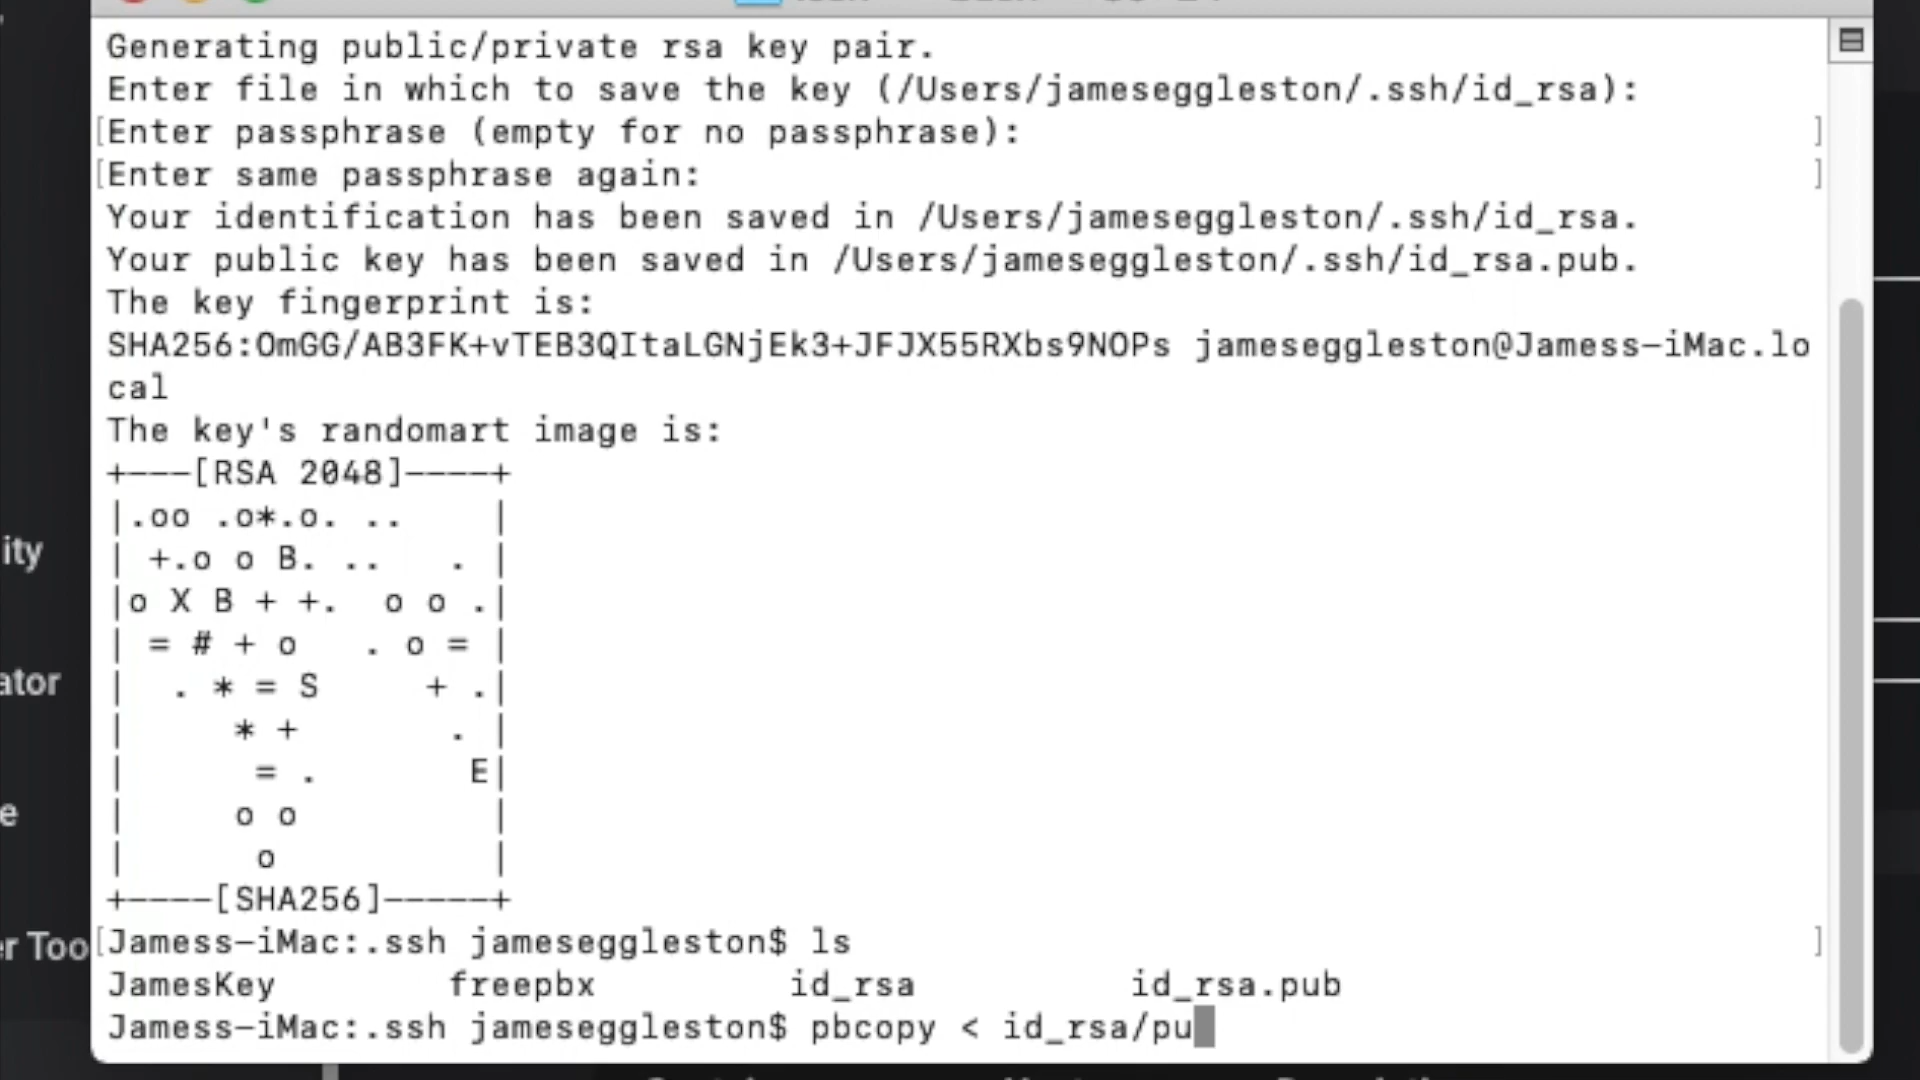 Generating public/private rsa key pair.
Enter file in which to save the key (/Users/jameseggleston/.ssh/id_rsa):
[Enter passphrase (empty for no passphrase): ]
[Enter same passphrase again: ]
Your identification has been saved in /Users/jameseggleston/.ssh/id_rsa.
Your public key has been saved in /Users/jameseggleston/.ssh/id_rsa.pub.
The key fingerprint is:
SHA256:OmGG/AB3FK+vTEB3QItaLGNjEk3+JFJX55RXbs9NOPs jameseggleston@Jamess-iMac.lo
cal
The key's randomart image is:
+---[RSA 2048]----+
|.oo .o*.o. ..    |
| +.o o B. ..   . |
|o X B + +.  o o .|
| = # + o   . o = |
|  . * = S     + .|
|     * +       . |
|      = .       E|
|     o o         |
|      o          |
+----[SHA256]-----+
[Jamess-iMac:.ssh jameseggleston$ ls ]
JamesKey        freepbx         id_rsa          id_rsa.pub
Jamess-iMac:.ssh jameseggleston$ pbcopy < id_rsa/pu
ity
ator
e
er Too